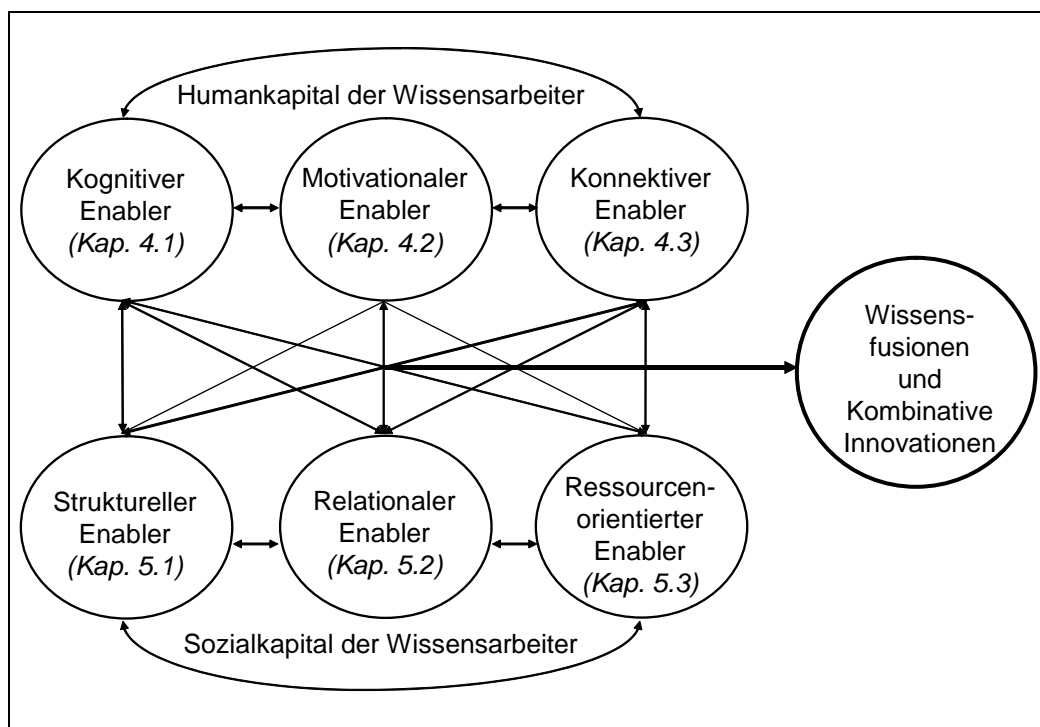 Humankapital der Wissensarbeiter
Kognitiver
Enabler
(Kap. 4.1)
Motivationaler
Enabler
(Kap. 4.2)
Konnektiver
Enabler
(Kap. 4.3)
Wissens-
fusionen
und
Kombinative
Innovationen
Struktureller
Enabler
(Kap. 5.1)
Relationaler
Enabler
(Kap. 5.2)
Ressourcen-
orientierter
Enabler
(Kap. 5.3)
Sozialkapital der Wissensarbeiter